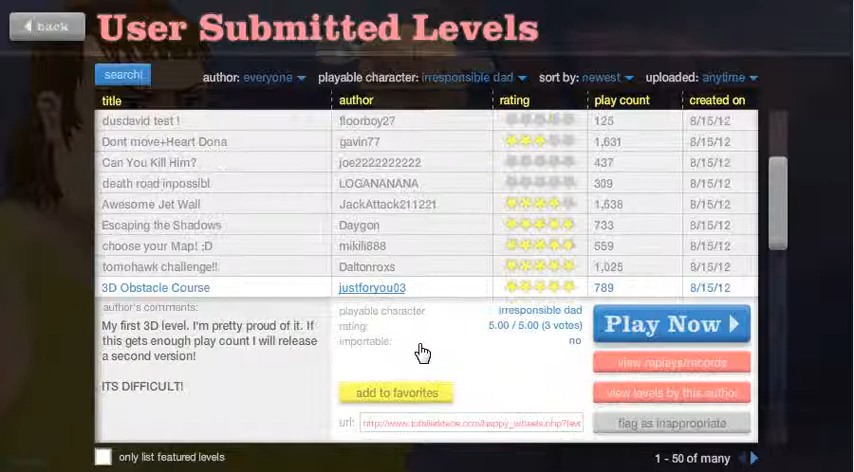 back
User Submitted Levels
search!
author: everyone playable character: irresponsible dad sort by: newest uploaded: anytime
title author rating play count created on
dusdavid test ! floorboy27 125 8/15/12
Dont move+Heart Dona gavin77 1,631 8/15/12
Can You Kill Him? joe2222222222 437 8/15/12
death road inpossibl LOGANANANA 309 8/15/12
Awesome Jet Wall JackAttack211221 1,538 8/15/12
Escaping the Shadows Daygon 733 8/15/12
choose your Map! ;D mikili888 559 8/15/12
tomohawk challenge!! Daltonroxs 1,025 8/15/12
3D Obstacle Course justforyou03 789 8/15/12
author's comments:
My first 3D level. I'm pretty proud of it. If
this gets enough play count I will release
a second version!
ITS DIFFICULT!
playable character irresponsible dad
rating: 5.00 / 5.00 (3 votes)
importable: no
add to favorites
url:
Play Now
view replays/records
view levels by this author
flag as inappropriate
only list featured levels
1 - 50 of many